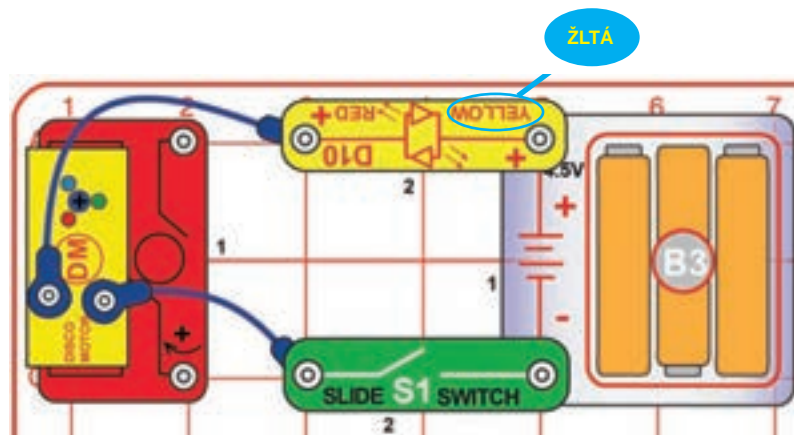 ŽLTÁ
1 2 6 7
+ RED YELLOW
D10 +
2
4.5V
+
DM
1
B3
1
-
DISCO
MOTOR
+
SLIDE S1 SWITCH
2